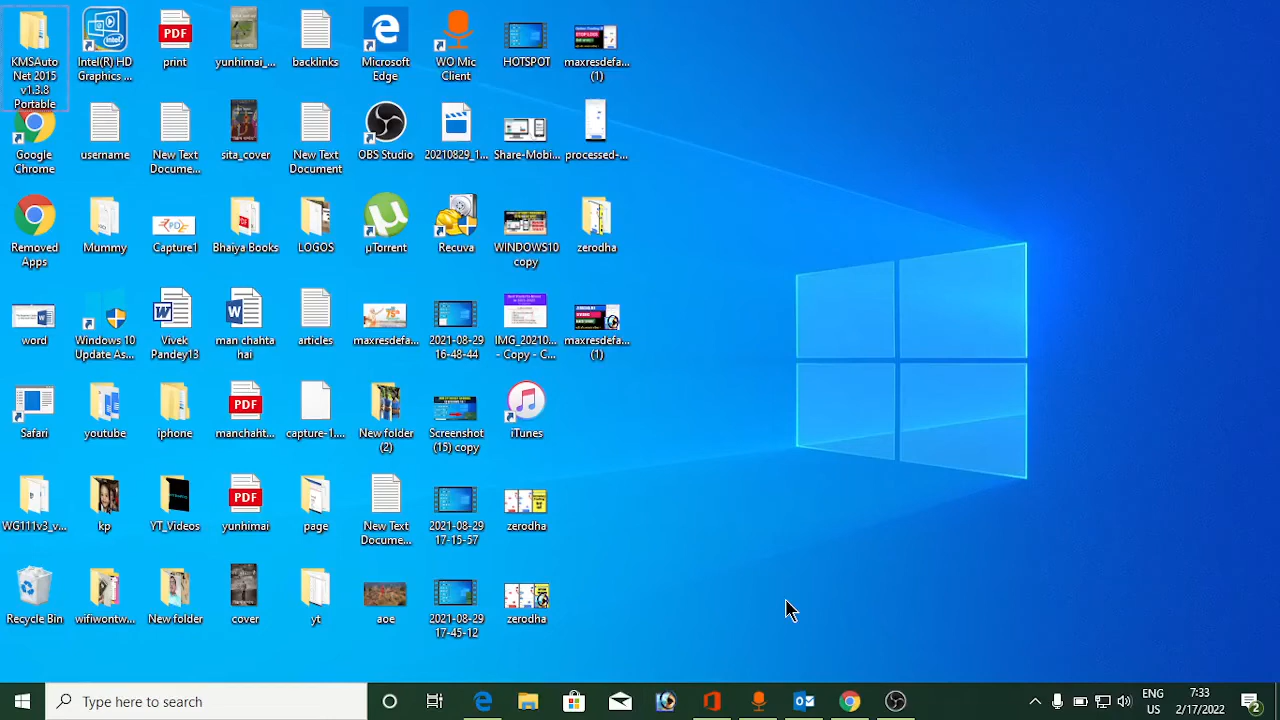 KMSAuto
Net 2015
v1.3.8
Portable
Intel(R) HD
Graphics ...
PDF
print
yunhimai_...
backlinks
Microsoft
Edge
WO Mic
Client
HOTSPOT
maxresdefa...
(1)
Google
Chrome
username
New Text
Docume...
sita_cover
New Text
Document
OBS Studio
20210829_1...
Share-Mobi...
processed-...
Removed
Apps
Mummy
Capture1
Bhaiya Books
LOGOS
µTorrent
Recuva
WINDOWS10
copy
zerodha
word
Windows 10
Update As...
Vivek
Pandey13
man chahta
hai
articles
maxresdefa...
2021-08-29
16-48-44
IMG_20210...
- Copy - C...
maxresdefa...
(1)
Safari
youtube
iphone
PDF
manchaht...
capture-1....
New folder
(2)
Screenshot
(15) copy
iTunes
WG111v3_v...
kp
YT_Videos
PDF
yunhimai
page
New Text
Docume...
2021-08-29
17-15-57
zerodha
Recycle Bin
wifiwontw...
New folder
cover
yt
aoe
2021-08-29
17-45-12
zerodha
Type here to search
ENG
US
7:33
2/17/2022
2